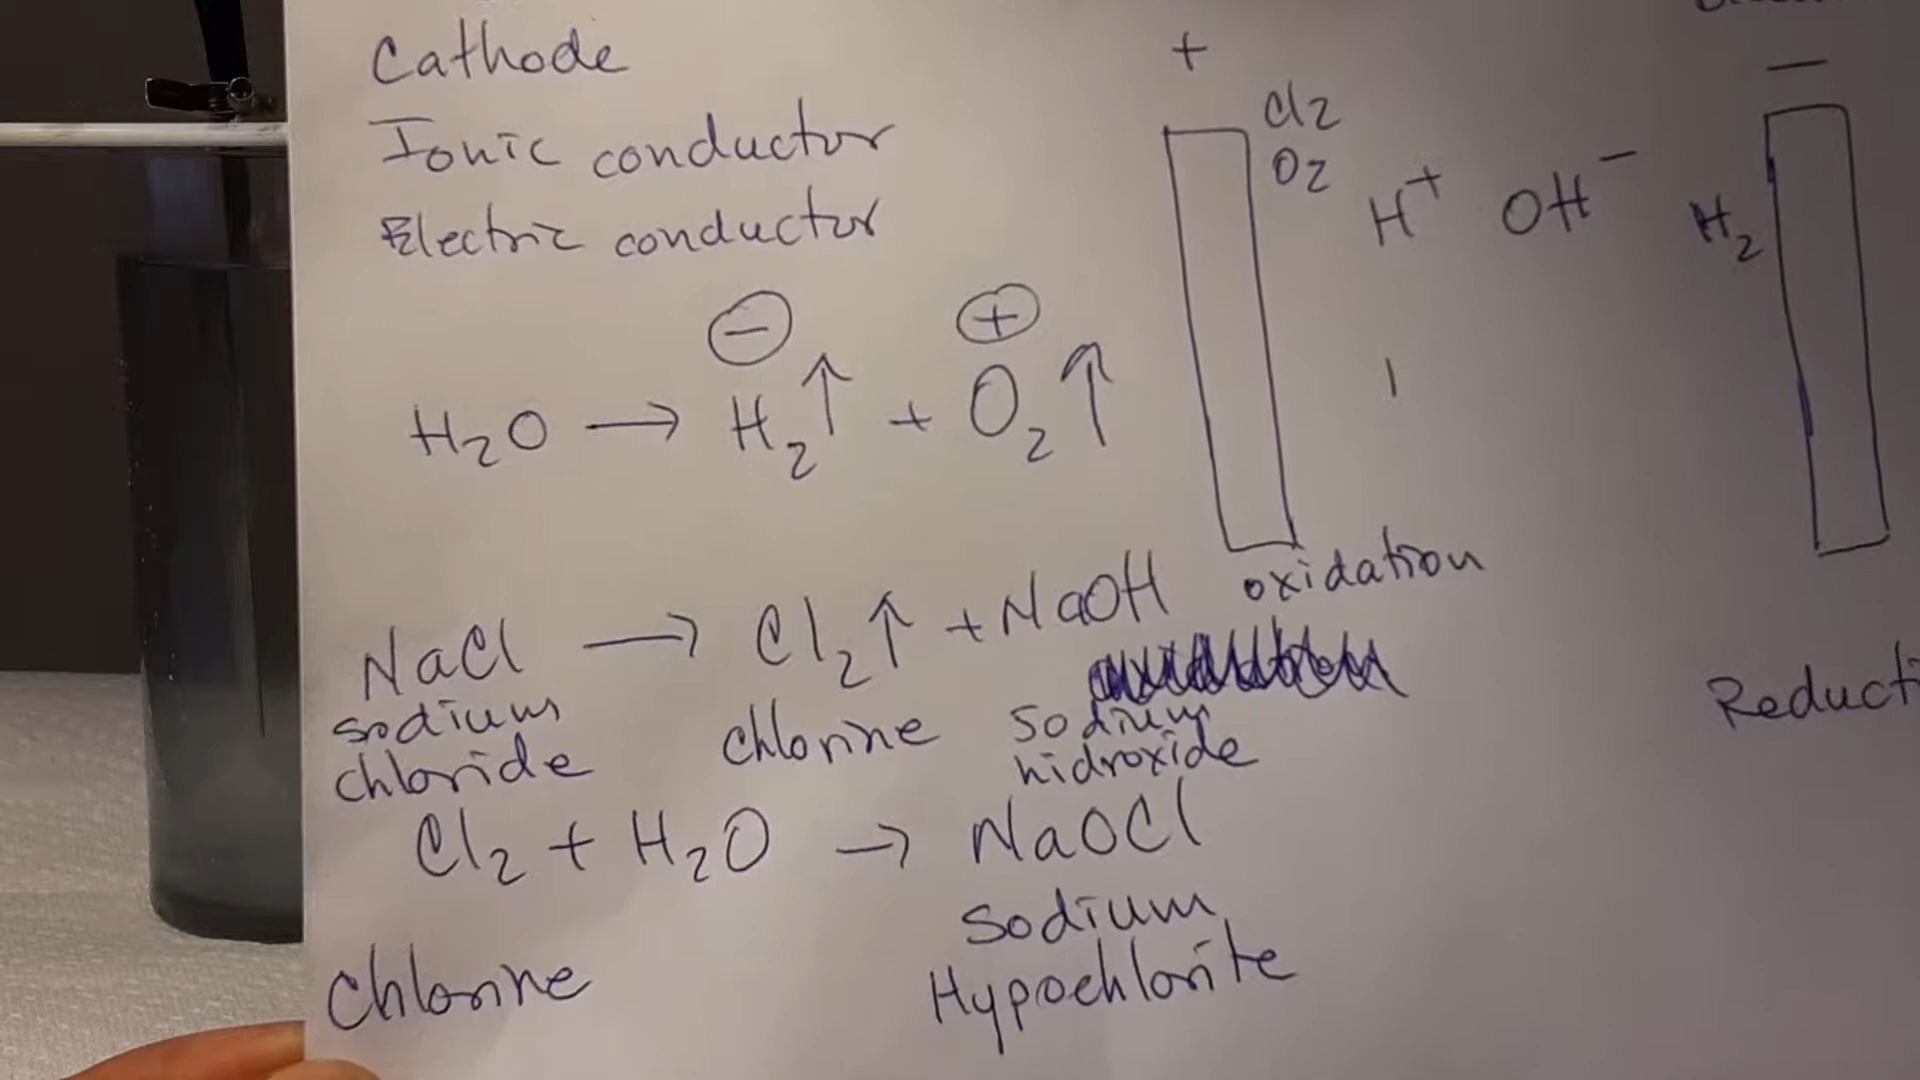 Cathode
Ionic conductor
Electric conductor
+
Cl2
O2
H+ OH-
H2
-
- +
H2O → H2↑ + O2↑
oxidation
NaCl → Cl2↑ + NaOH
sodium
chloride
chlorine
Sodium
hidroxide
Reducti
Cl2 + H2O → NaOCl
Sodium
Hypochlorite
Chlorine